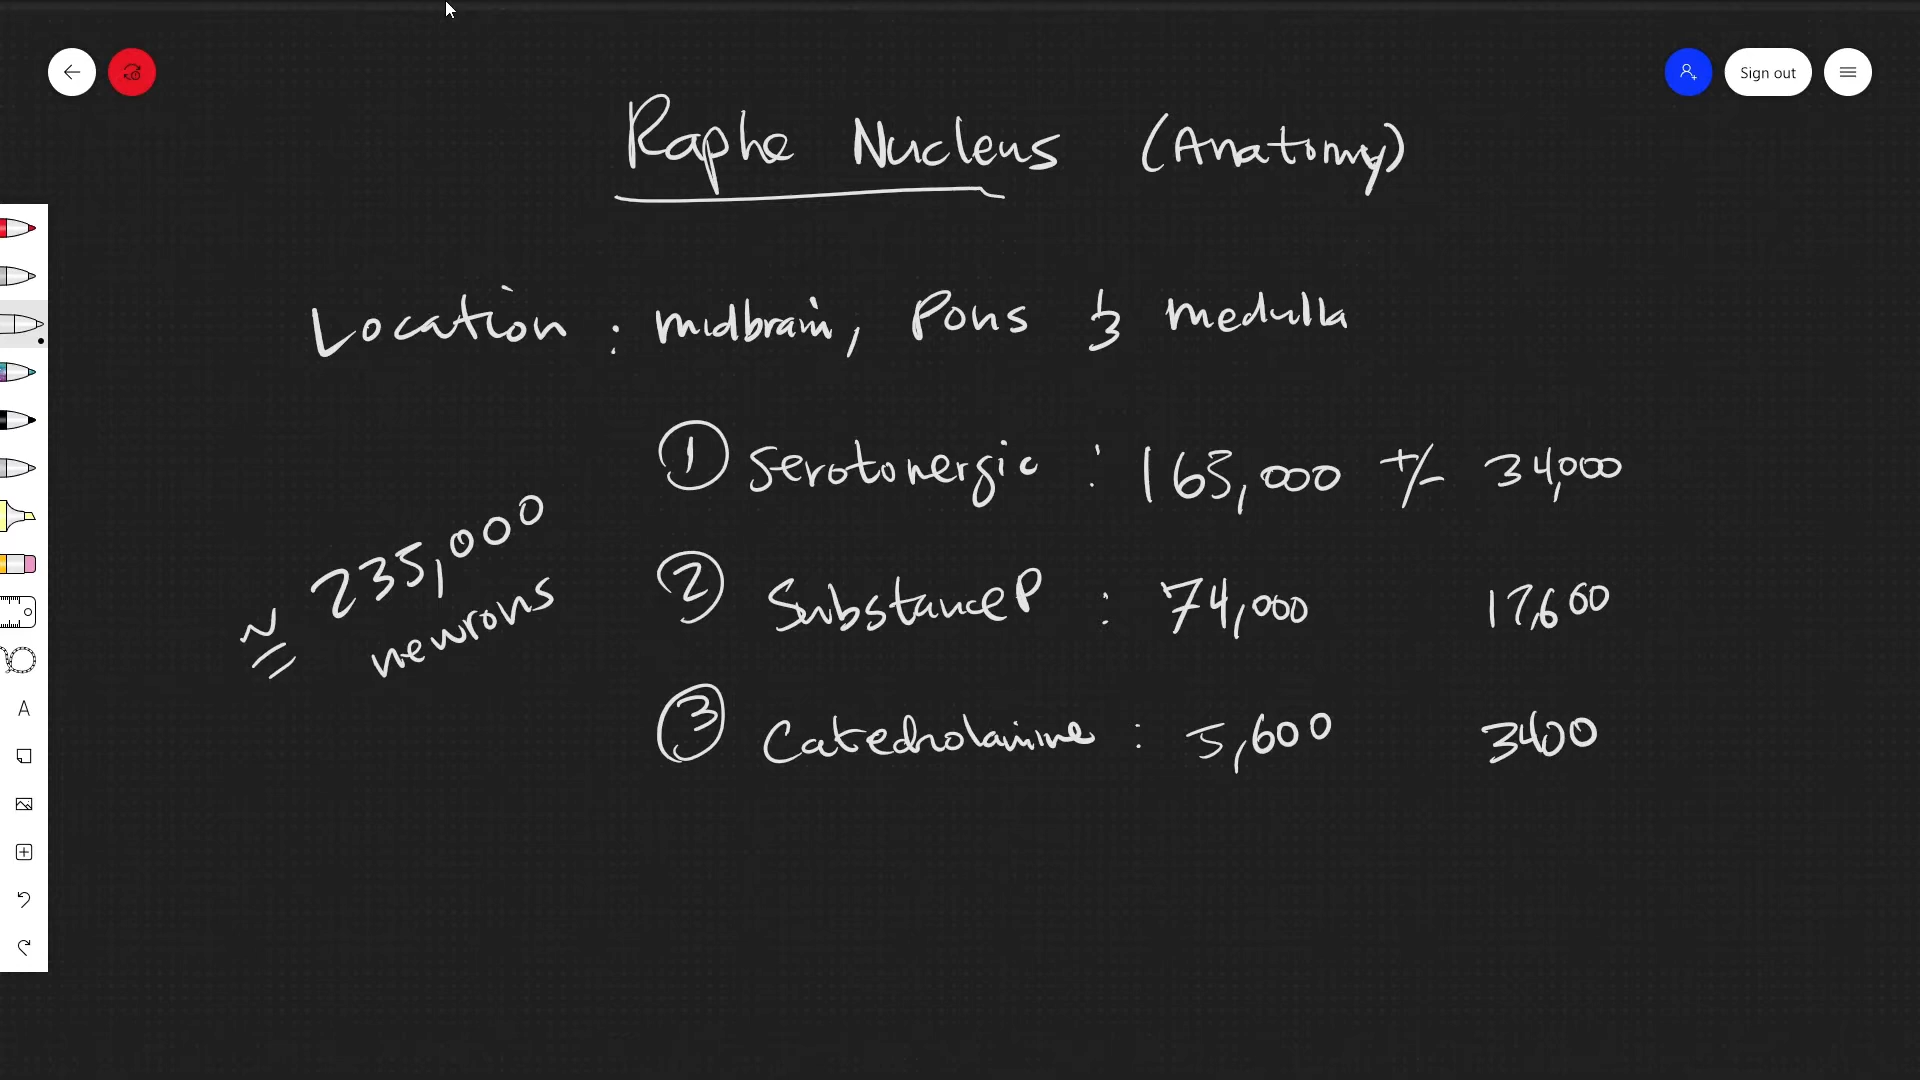 Sign out
Raphe Nucleus (Anatomy)
Location : midbrain, Pons & medulla
① Serotonergic : 165,000 +/- 34,000
≈ 235,000
neurons
② Substance P : 74,000 17,600
③ Catecholamine : 5,600 3400
A